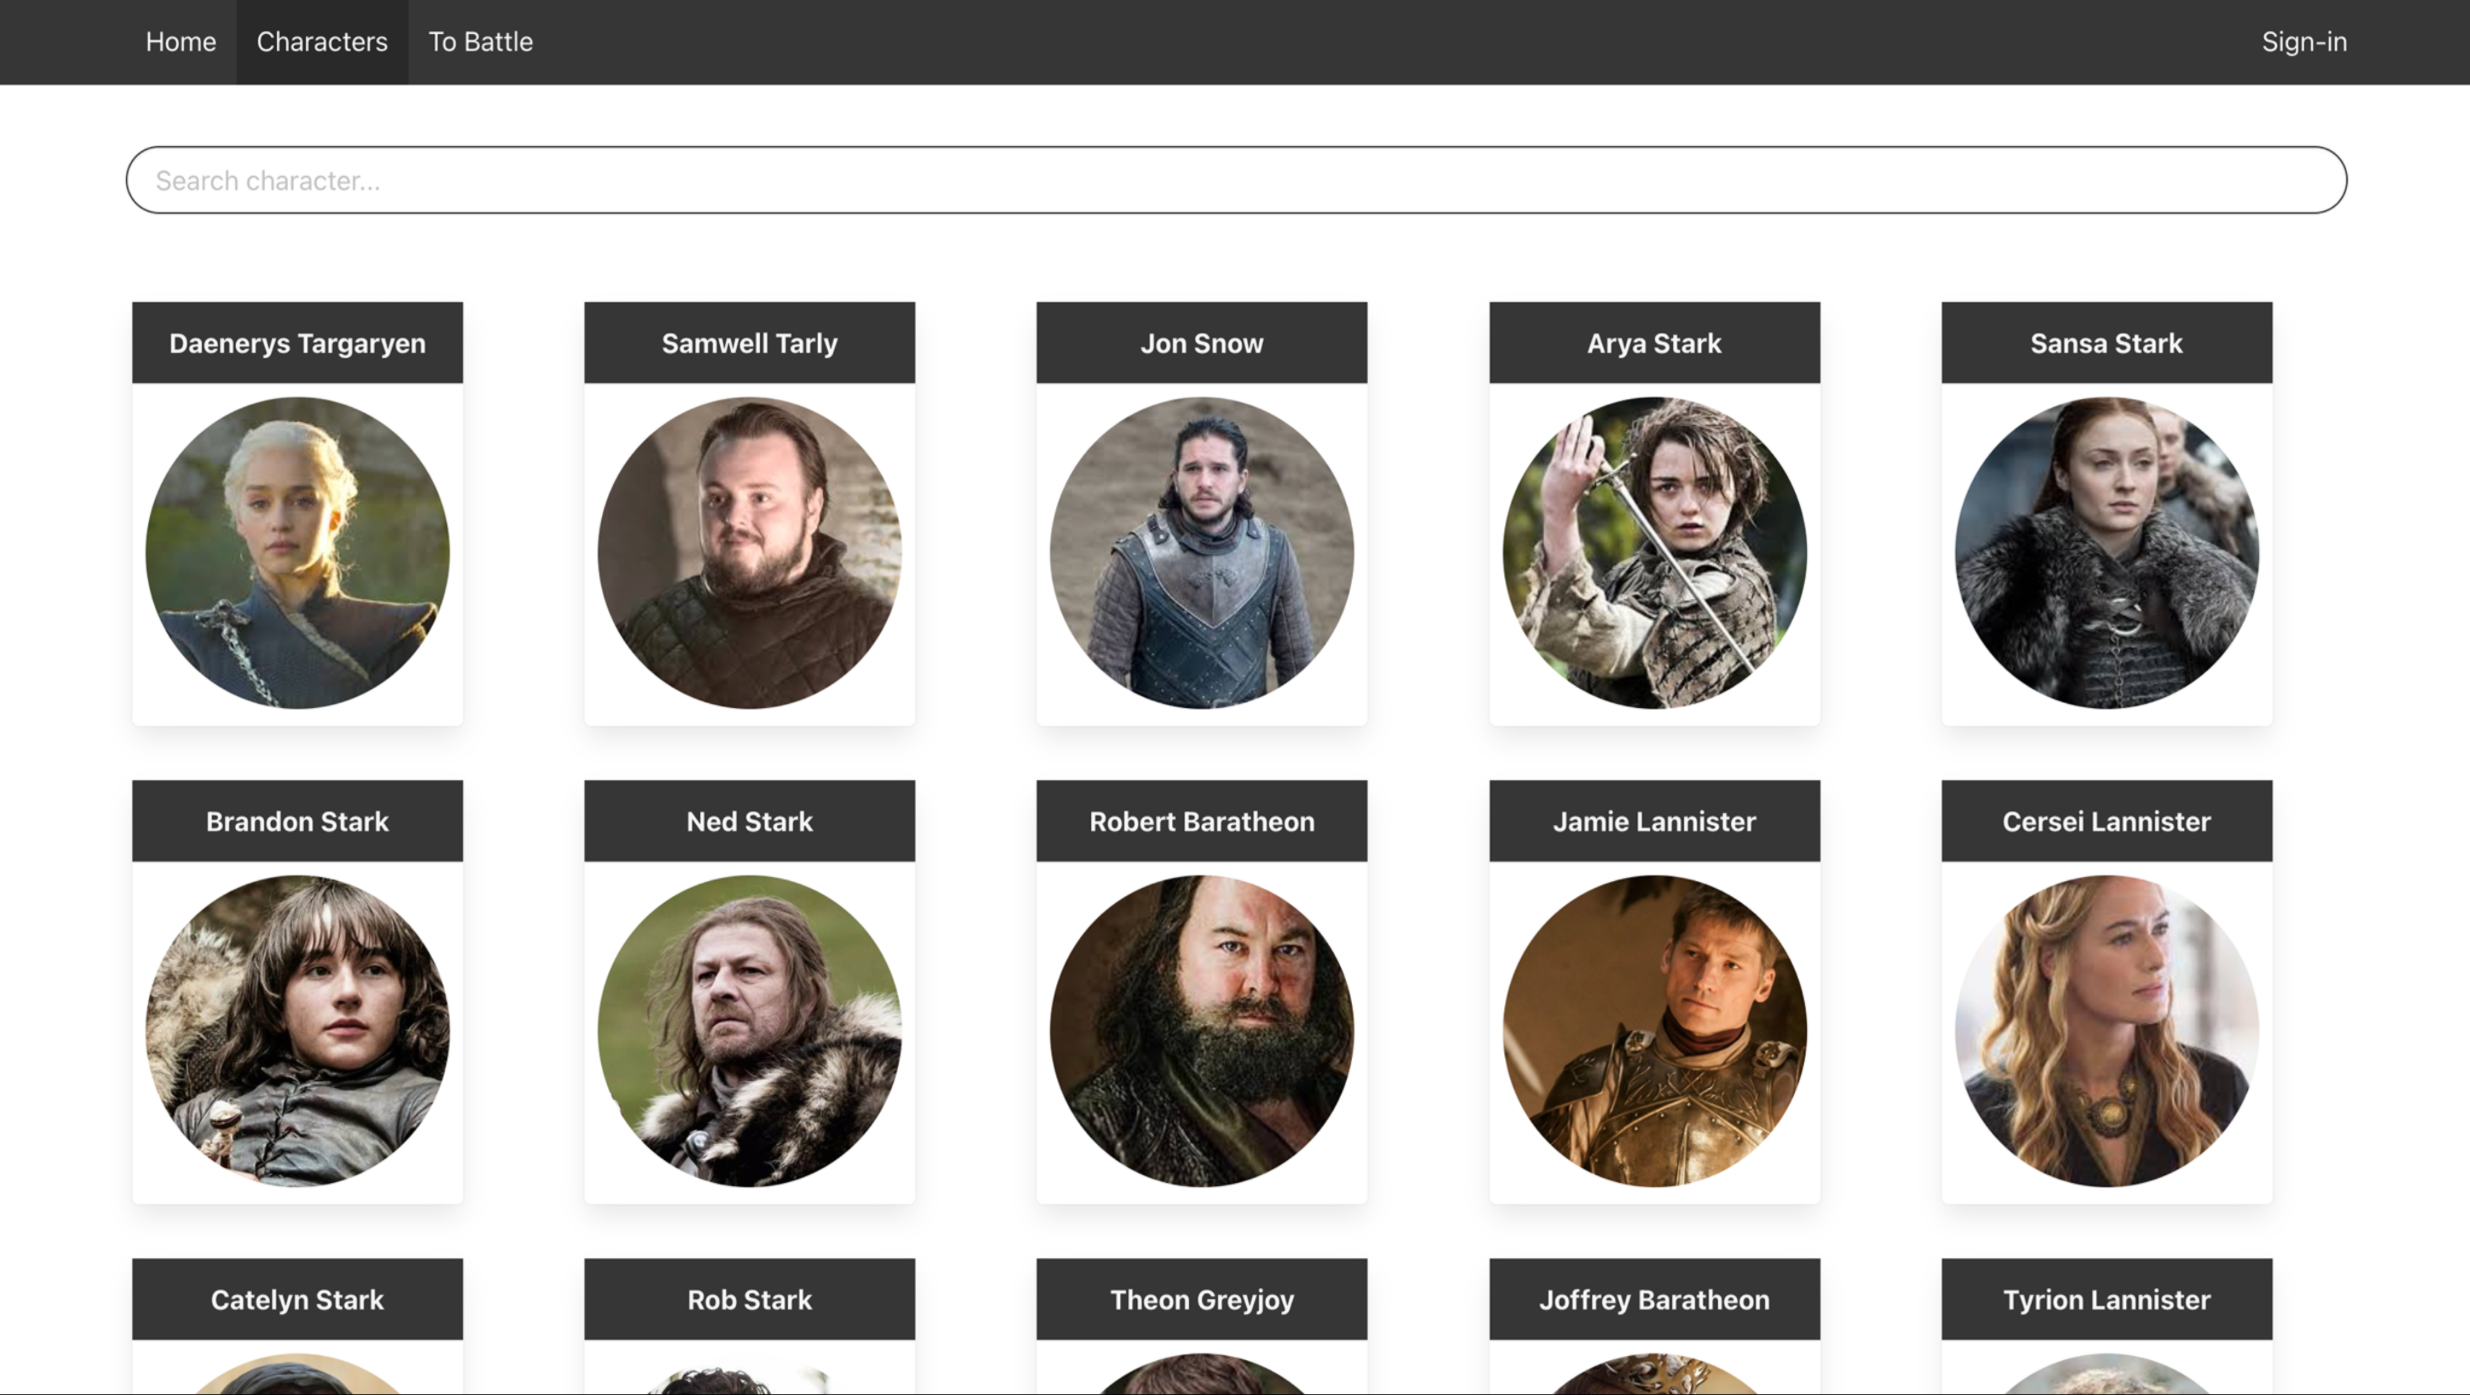 Home Characters To Battle Sign-in
Search character...
Daenerys Targaryen
Samwell Tarly
Jon Snow
Arya Stark
Sansa Stark
Brandon Stark
Ned Stark
Robert Baratheon
Jamie Lannister
Cersei Lannister
Catelyn Stark
Rob Stark
Theon Greyjoy
Joffrey Baratheon
Tyrion Lannister